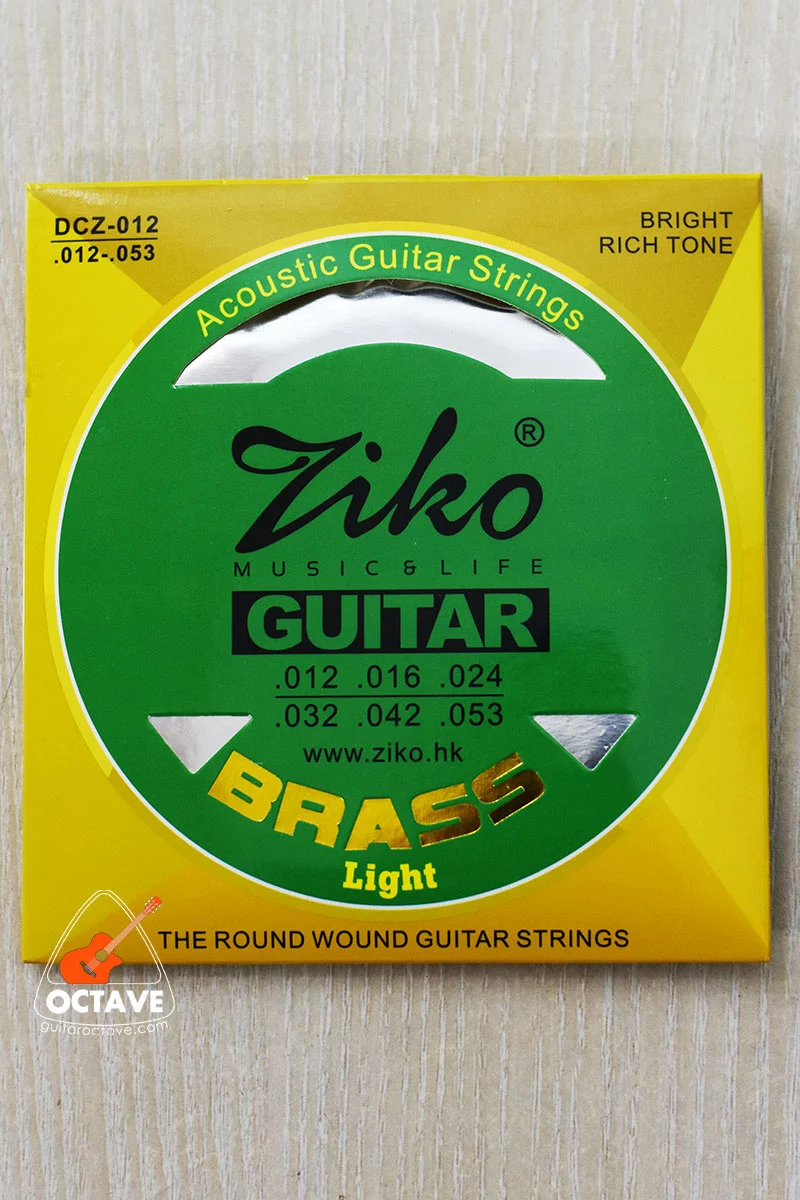 DCZ-012
.012-.053
BRIGHT
RICH TONE
Acoustic Guitar Strings
Ziko ®
MUSIC & LIFE
GUITAR
.012 .016 .024
.032 .042 .053
www.ziko.hk
BRASS
Light
THE ROUND WOUND GUITAR STRINGS
OCTAVE
guitaroctave.com